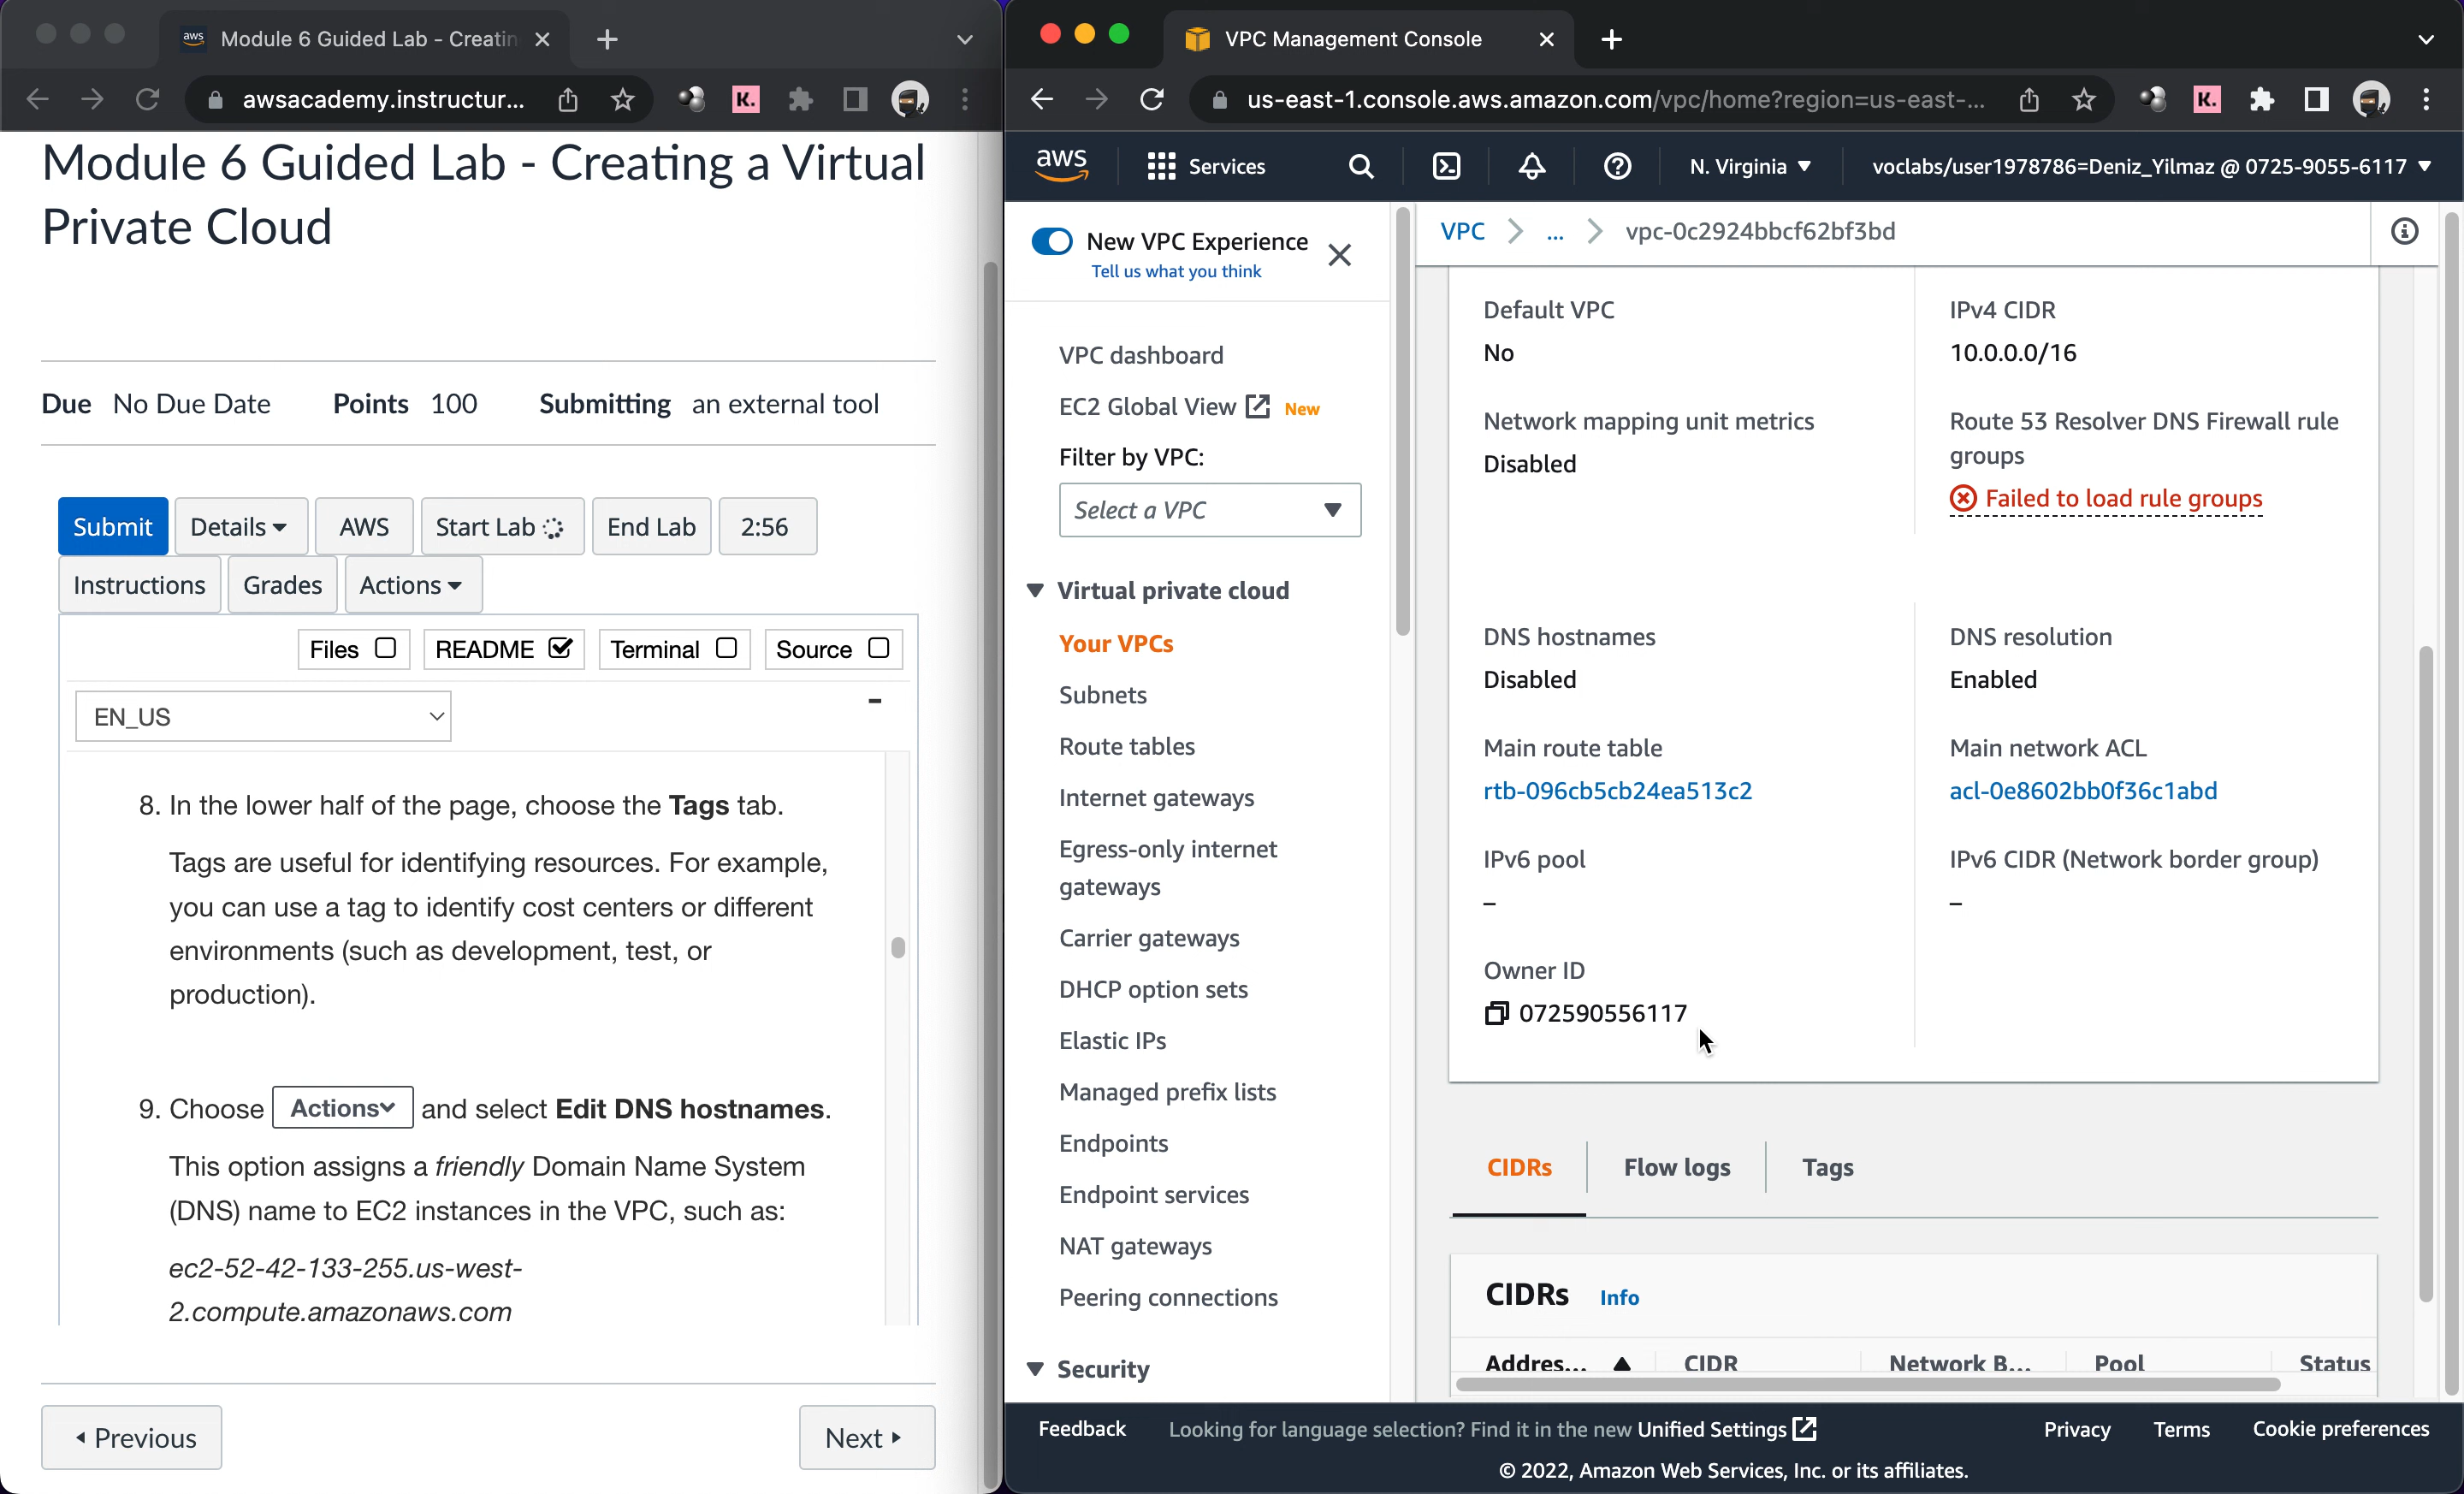 aws Module 6 Guided Lab - Creatin
awsacademy.instructur...
K.
Module 6 Guided Lab - Creating a Virtual
Private Cloud
Due No Due Date Points 100 Submitting an external tool
Submit Details AWS Start Lab End Lab 2:56
Instructions Grades Actions
Files README Terminal Source
EN_US
-
8. In the lower half of the page, choose the Tags tab.
Tags are useful for identifying resources. For example,
you can use a tag to identify cost centers or different
environments (such as development, test, or
production).
9. Choose Actions and select Edit DNS hostnames.
This option assigns a friendly Domain Name System
(DNS) name to EC2 instances in the VPC, such as:
ec2-52-42-133-255.us-west-
2.compute.amazonaws.com
Previous Next
VPC Management Console
us-east-1.console.aws.amazon.com/vpc/home?region=us-east-...
K.
aws Services N. Virginia voclabs/user1978786=Deniz_Yilmaz @ 0725-9055-6117
New VPC Experience
Tell us what you think
VPC dashboard
EC2 Global View New
Filter by VPC:
Select a VPC
Virtual private cloud
Your VPCs
Subnets
Route tables
Internet gateways
Egress-only internet
gateways
Carrier gateways
DHCP option sets
Elastic IPs
Managed prefix lists
Endpoints
Endpoint services
NAT gateways
Peering connections
Security
VPC ... vpc-0c2924bbcf62bf3bd
Default VPC
No
IPv4 CIDR
10.0.0.0/16
Network mapping unit metrics
Disabled
Route 53 Resolver DNS Firewall rule
groups
Failed to load rule groups
DNS hostnames
Disabled
DNS resolution
Enabled
Main route table
rtb-096cb5cb24ea513c2
Main network ACL
acl-0e8602bb0f36c1abd
IPv6 pool
–
IPv6 CIDR (Network border group)
–
Owner ID
072590556117
CIDRs Flow logs Tags
CIDRs Info
Addres... CIDR Network B... Pool Status
Feedback Looking for language selection? Find it in the new Unified Settings Privacy Terms Cookie preferences
© 2022, Amazon Web Services, Inc. or its affiliates.